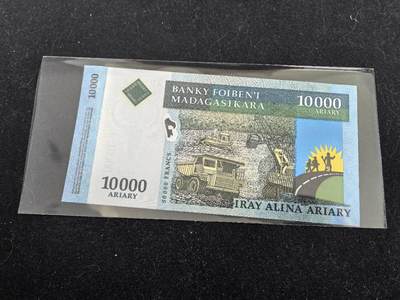 10000
BANKY FOIBEN'I
MADAGASIKARA
10000
ARIARY
50000 FRANCS
10000
ARIARY
IRAY ALINA ARIARY